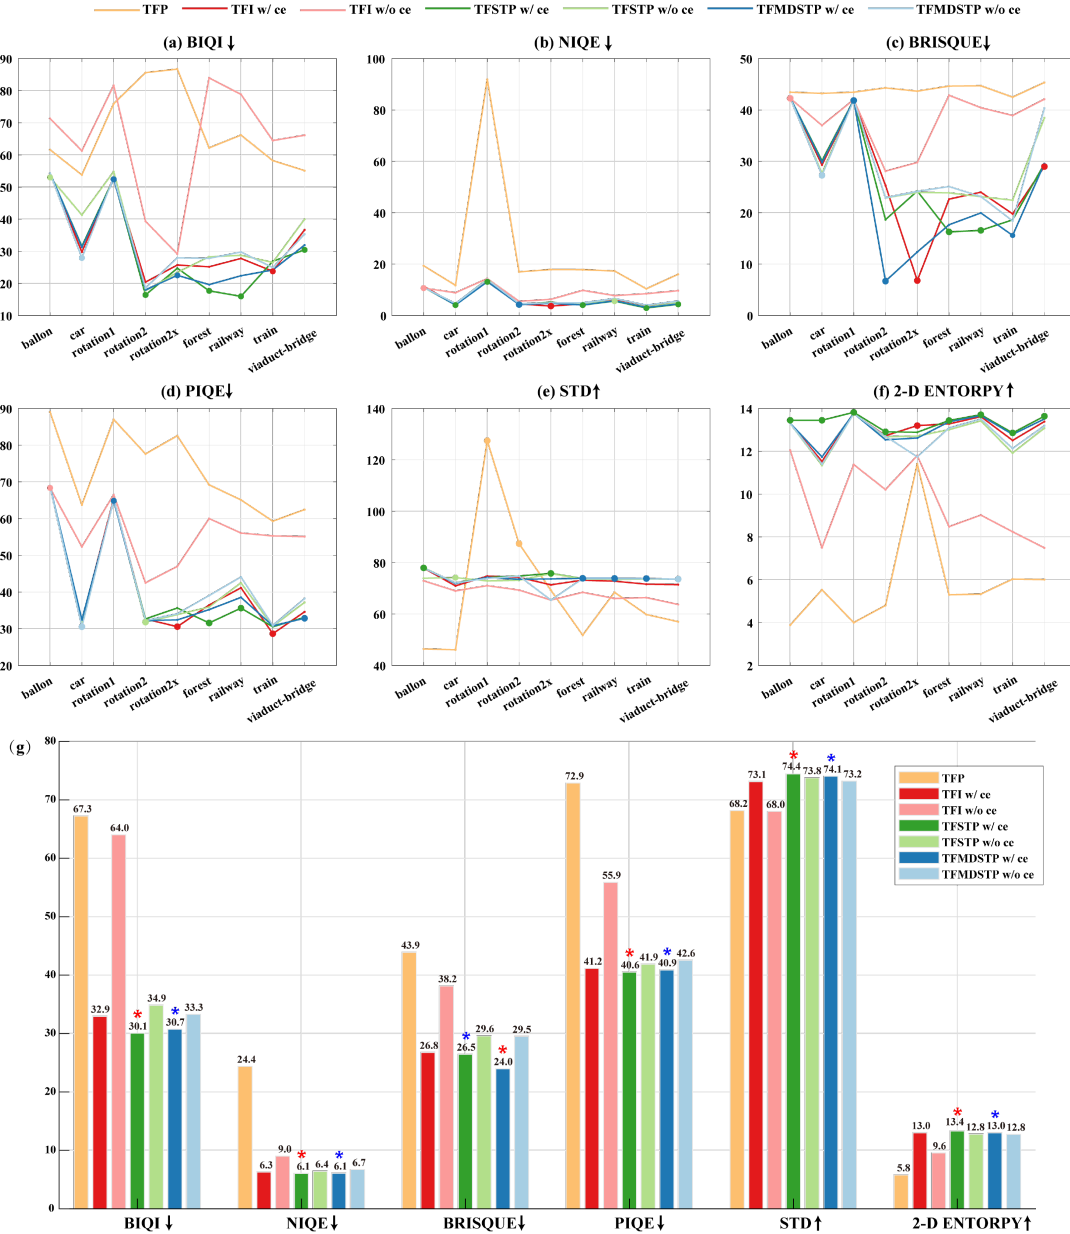 TFP TFI w/ ce TFI w/o ce TFSTP w/ ce TFSTP w/o ce TFMDSTP w/ ce TFMDSTP w/o ce
(a) BIQI ↓
90
80
70
60
50
40
30
20
10
ballon car rotation1 rotation2 rotation2x forest railway train viaduct-bridge
(b) NIQE ↓
100
80
60
40
20
0
ballon car rotation1 rotation2 rotation2x forest railway train viaduct-bridge
(c) BRISQUE↓
50
40
30
20
10
0
ballon car rotation1 rotation2 rotation2x forest railway train viaduct-bridge
(d) PIQE↓
90
80
70
60
50
40
30
20
ballon car rotation1 rotation2 rotation2x forest railway train viaduct-bridge
(e) STD↑
140
120
100
80
60
40
ballon car rotation1 rotation2 rotation2x forest railway train viaduct-bridge
(f) 2-D ENTORPY↑
14
12
10
8
6
4
2
ballon car rotation1 rotation2 rotation2x forest railway train viaduct-bridge
(g)
80
70
60
50
40
30
20
10
0
67.3 32.9 64.0 * 30.1 34.9 * 30.7 33.3
24.4 6.3 9.0 * 6.1 6.4 * 6.1 6.7
43.9 26.8 38.2 * 26.5 29.6 * 24.0 29.5
72.9 41.2 55.9 * 40.6 41.9 * 40.9 42.6
68.2 73.1 68.0 * 74.4 73.8 * 74.1 73.2
5.8 13.0 9.6 * 13.4 12.8 * 13.0 12.8
TFP
TFI w/ cc
TFI w/o ce
TFSTP w/ ce
TFSTP w/o ce
TFMDSTP w/ ce
TFMDSTP w/o ce
BIQI ↓ NIQE↓ BRISQUE↓ PIQE↓ STD↑ 2-D ENTORPY↑